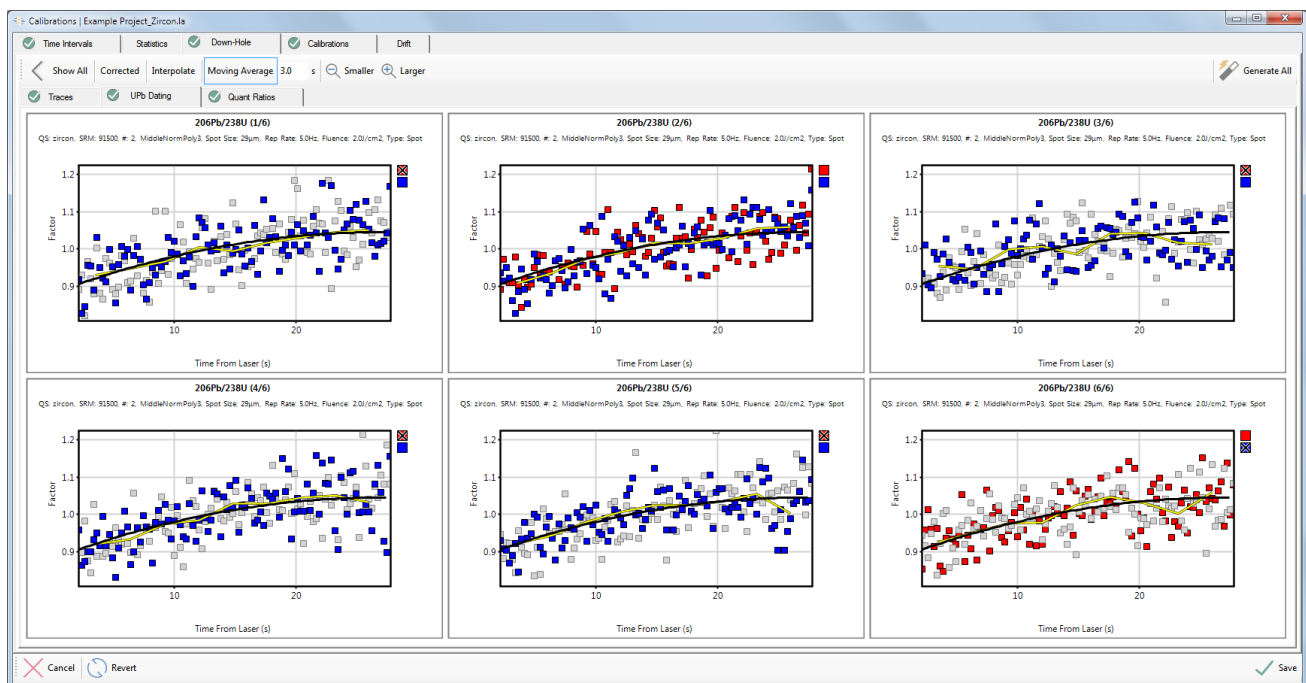 Calibrations | Example Project_Zircon.la
Time Intervals Statistics Down-Hole Calibrations Drift
Show All Corrected Interpolate Moving Average 3.0 s Smaller Larger Generate All
Traces UPb Dating Quant Ratios
206Pb/238U (1/6)
QS: zircon, SRM: 91500, #: 2, MiddleNormPoly3, Spot Size: 29µm, Rep Rate: 5.0Hz, Fluence: 2.0J/cm2, Type: Spot
1.2
1.1
1.0
0.9
Factor
10 20
Time From Laser (s)
206Pb/238U (2/6)
QS: zircon, SRM: 91500, #: 2, MiddleNormPoly3, Spot Size: 29µm, Rep Rate: 5.0Hz, Fluence: 2.0J/cm2, Type: Spot
1.2
1.1
1.0
0.9
Factor
10 20
Time From Laser (s)
206Pb/238U (3/6)
QS: zircon, SRM: 91500, #: 2, MiddleNormPoly3, Spot Size: 29µm, Rep Rate: 5.0Hz, Fluence: 2.0J/cm2, Type: Spot
1.2
1.1
1.0
0.9
Factor
10 20
Time From Laser (s)
206Pb/238U (4/6)
QS: zircon, SRM: 91500, #: 2, MiddleNormPoly3, Spot Size: 29µm, Rep Rate: 5.0Hz, Fluence: 2.0J/cm2, Type: Spot
1.2
1.1
1.0
0.9
Factor
10 20
Time From Laser (s)
206Pb/238U (5/6)
QS: zircon, SRM: 91500, #: 2, MiddleNormPoly3, Spot Size: 29µm, Rep Rate: 5.0Hz, Fluence: 2.0J/cm2, Type: Spot
1.2
1.1
1.0
0.9
Factor
10 20
Time From Laser (s)
206Pb/238U (6/6)
QS: zircon, SRM: 91500, #: 2, MiddleNormPoly3, Spot Size: 29µm, Rep Rate: 5.0Hz, Fluence: 2.0J/cm2, Type: Spot
1.2
1.1
1.0
0.9
Factor
10 20
Time From Laser (s)
Cancel Revert Save